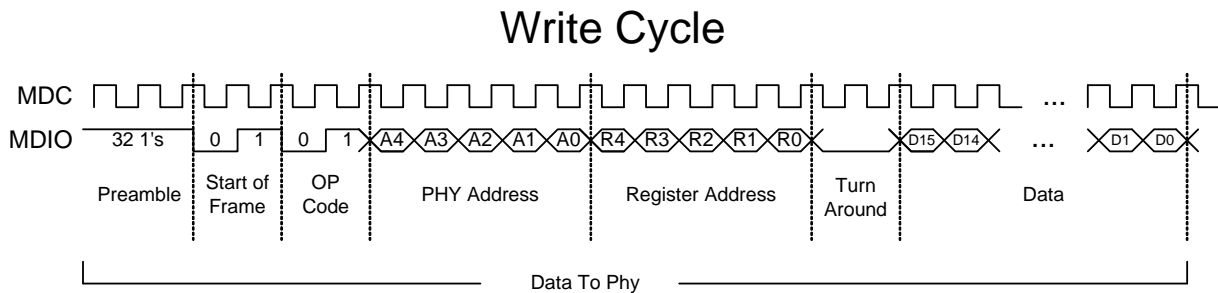 Write Cycle
MDC ...
MDIO 32 1's 0 1 0 1 A4 A3 A2 A1 A0 R4 R3 R2 R1 R0 D15 D14 ... D1 D0
Preamble Start of Frame OP Code PHY Address Register Address Turn Around Data
Data To Phy